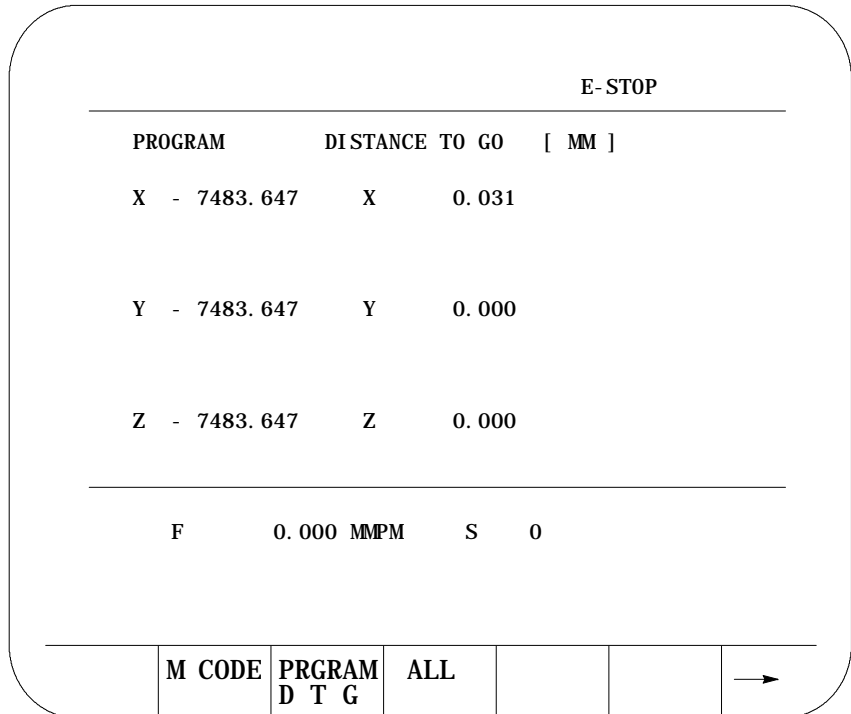 E-STOP
PROGRAM DISTANCE TO GO [ MM ]
X - 7483.647 X 0.031
Y - 7483.647 Y 0.000
Z - 7483.647 Z 0.000
F 0.000 MMPM S 0
M CODE PRGRAM ALL
D T G